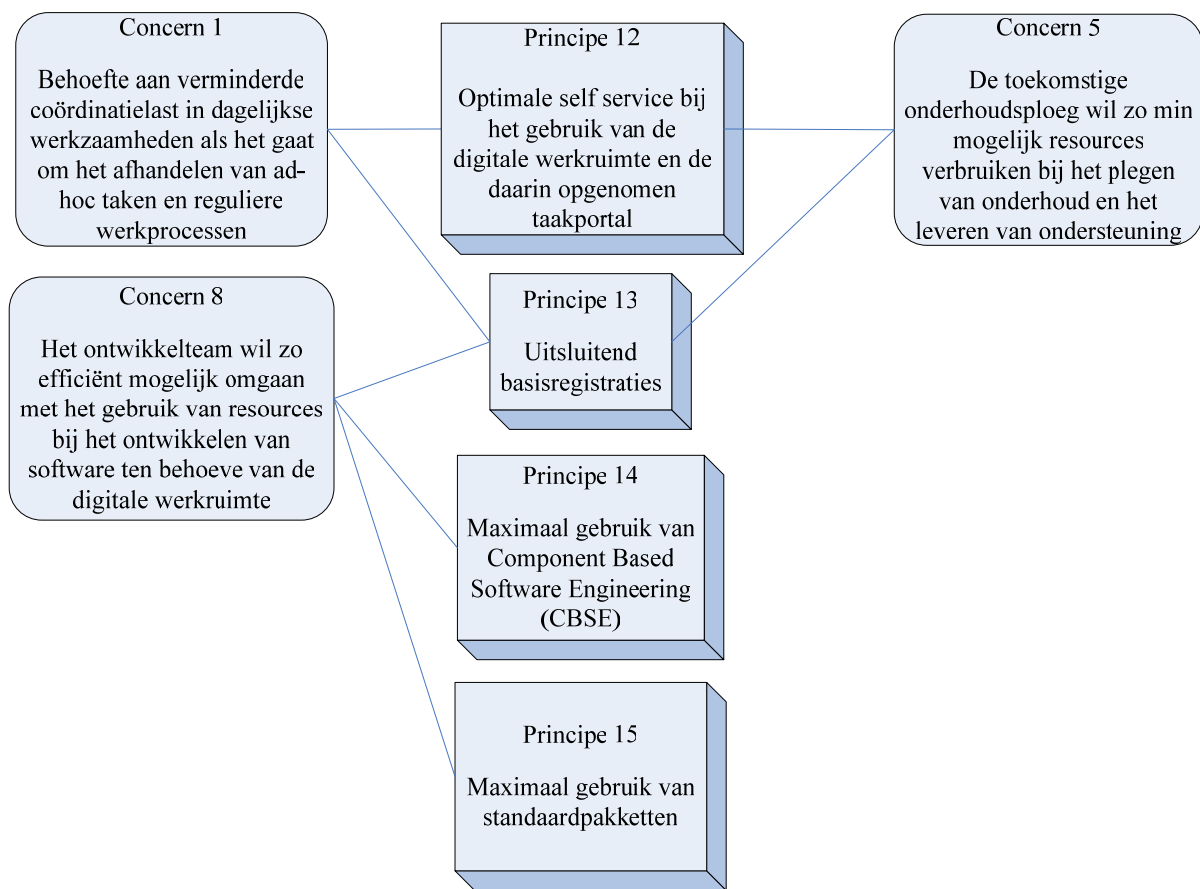 Concern 1
Behoefte aan verminderde
coördinatielast in dagelijkse
werkzaamheden als het gaat
om het afhandelen van ad-
hoc taken en reguliere
werkprocessen
Principe 12
Optimale self service bij
het gebruik van de
digitale werkruimte en de
daarin opgenomen
taakportal
Concern 5
De toekomstige
onderhoudsploeg wil zo min
mogelijk resources
verbruiken bij het plegen
van onderhoud en het
leveren van ondersteuning
Concern 8
Het ontwikkelteam wil zo
efficiënt mogelijk omgaan
met het gebruik van resources
bij het ontwikkelen van
software ten behoeve van de
digitale werkruimte
Principe 13
Uitsluitend
basisregistraties
Principe 14
Maximaal gebruik van
Component Based
Software Engineering
(CBSE)
Principe 15
Maximaal gebruik van
standaardpakketten